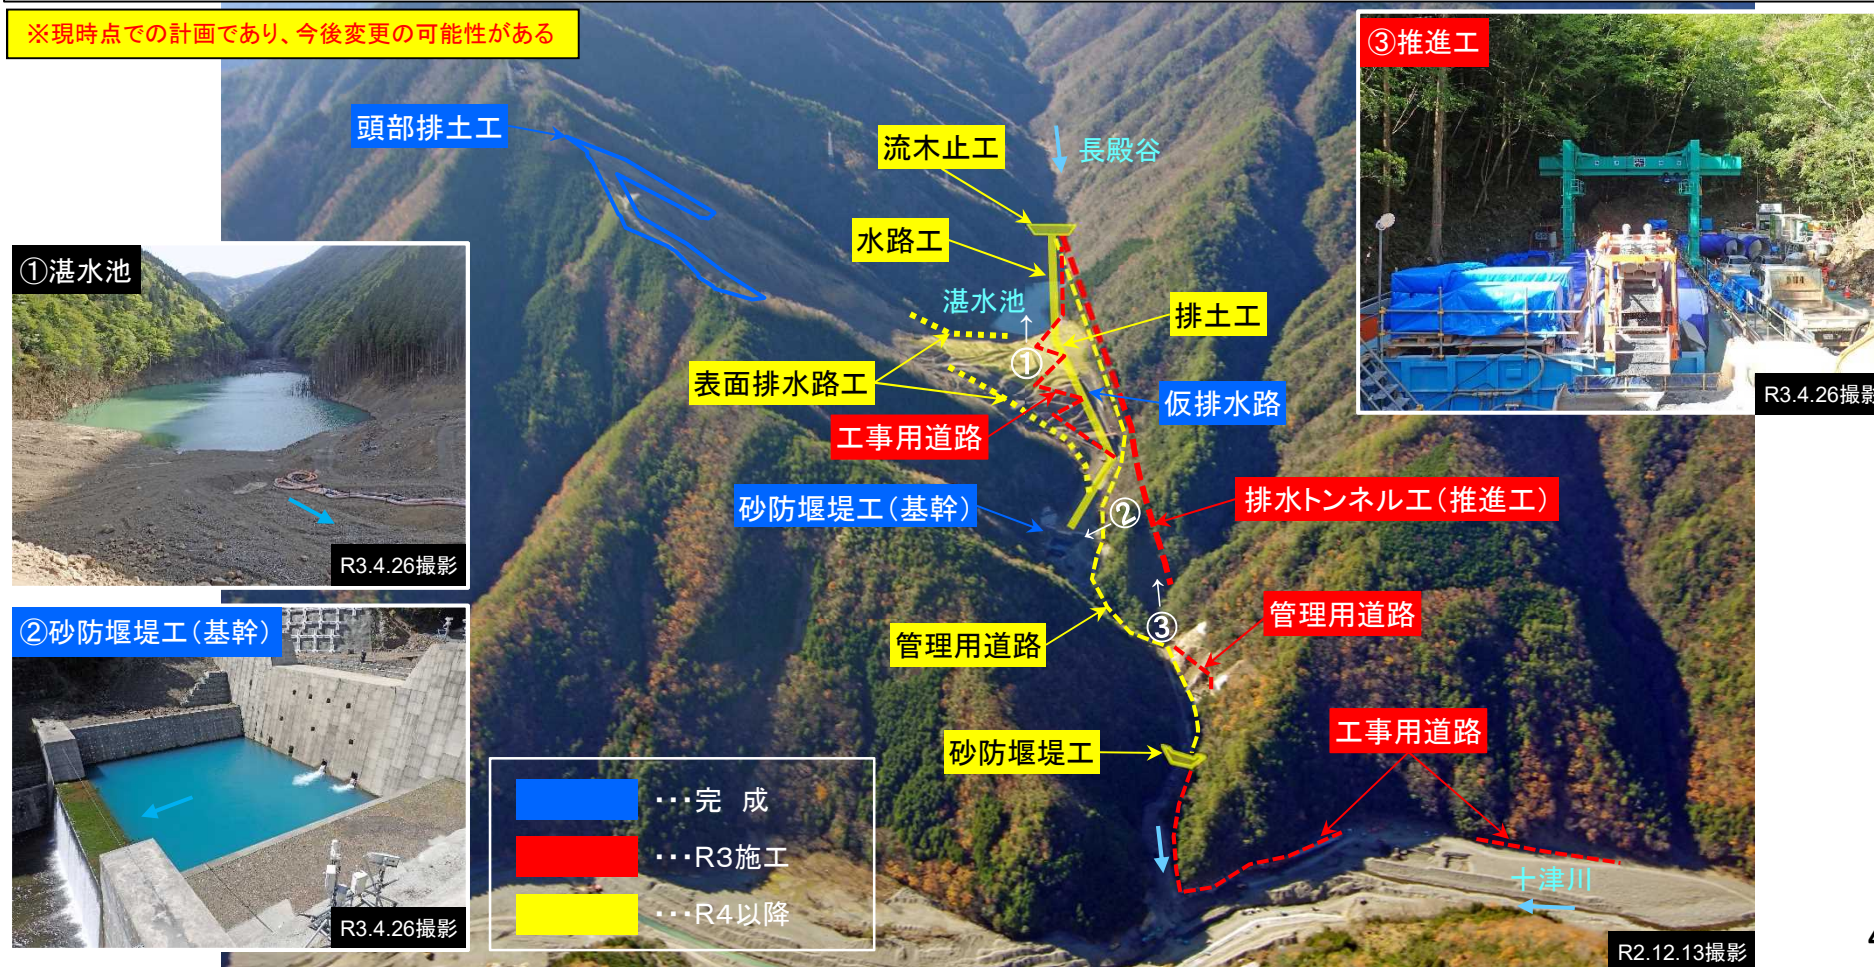 ※現時点での計画であり、今後変更の可能性がある
③推進工
頭部排土工
流木止工
長殿谷
水路工
①湛水池
湛水池
排土工
①
表面排水路工
仮排水路
R3.4.26撮影
工事用道路
砂防堰堤工(基幹)
②
排水トンネル工(推進工)
R3.4.26撮影
③
管理用道路
②砂防堰堤工(基幹)
管理用道路
工事用道路
砂防堰堤工
･･･完 成
･･･R3施工
十津川
･･･R4以降
R3.4.26撮影
R2.12.13撮影